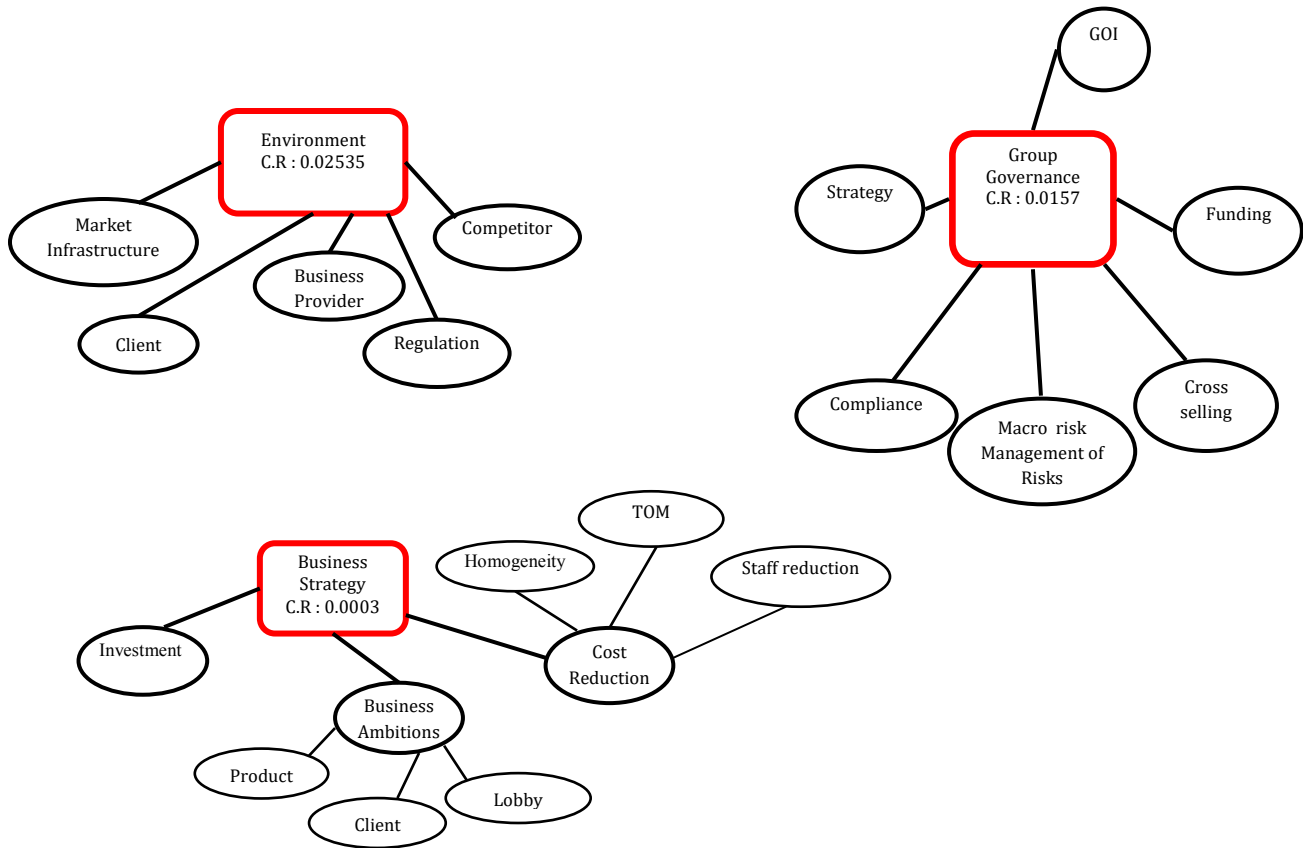 GOI
Environment
C.R : 0.02535
Group
Governance
C.R : 0.0157
Strategy
Funding
Market
Infrastructure
Competitor
Business
Provider
Client
Regulation
Compliance
Cross
selling
Macro risk
Management of
Risks
TOM
Homogeneity
Staff reduction
Business
Strategy
C.R : 0.0003
Investment
Cost
Reduction
Business
Ambitions
Product
Lobby
Client